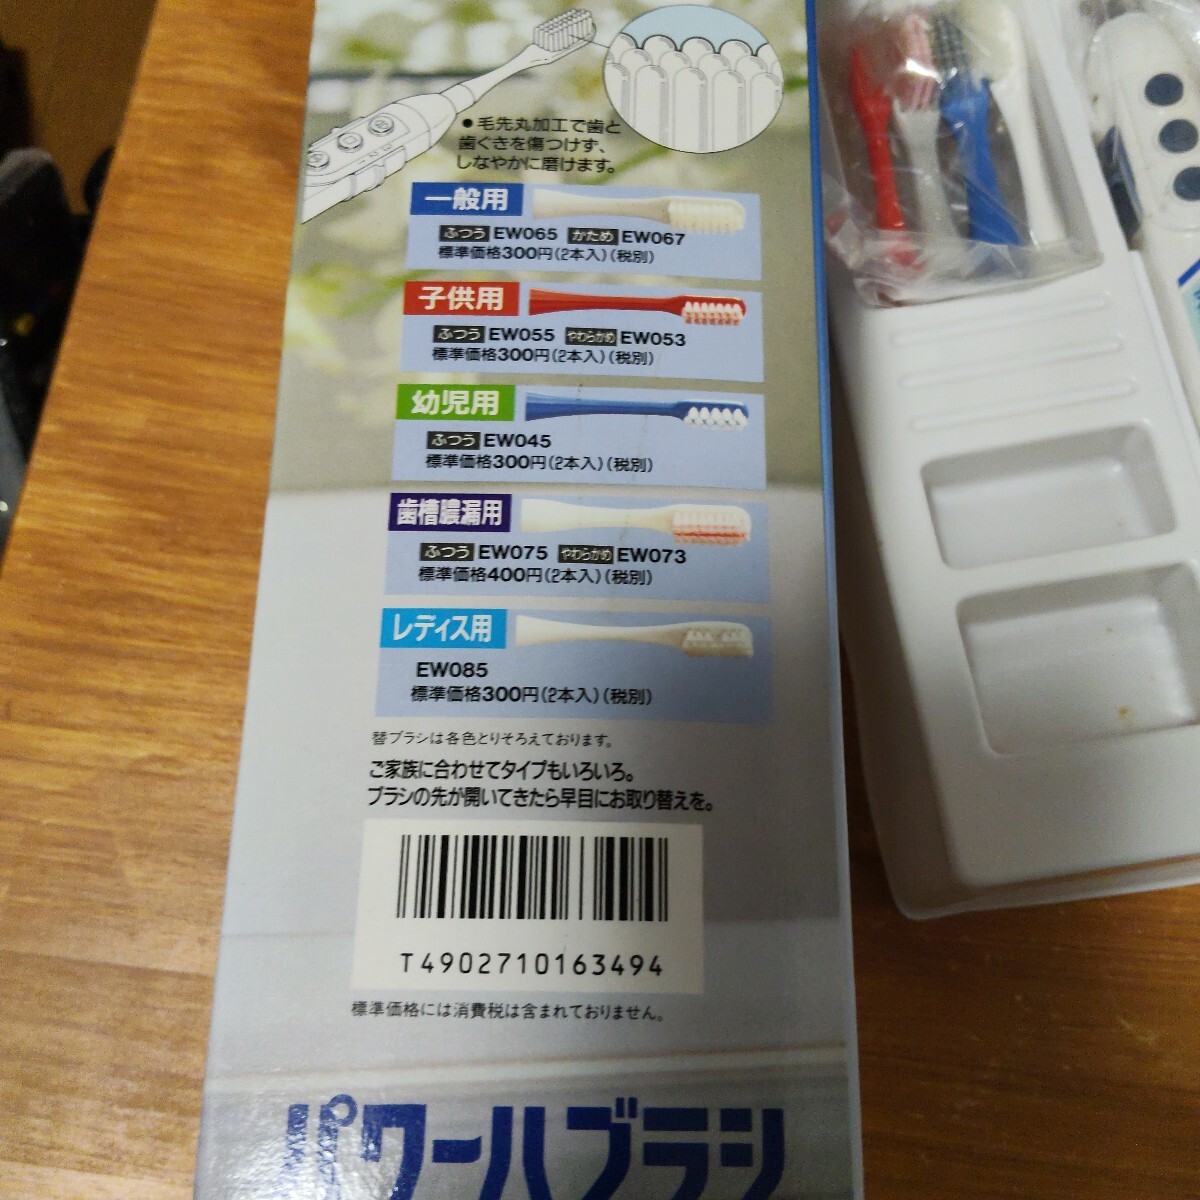 ●毛先丸加工で歯と
歯ぐきを傷つけず、
しなやかに磨けます。
一般用
ふつう EW065 かため EW067
標準価格300円(2本入)(税別)
子供用
ふつう EW055 やわらかめ EW053
標準価格300円(2本入)(税別)
幼児用
ふつう EW045
標準価格300円(2本入)(税別)
歯槽膿漏用
ふつう EW075 やわらかめ EW073
標準価格400円(2本入)(税別)
レディス用
EW085
標準価格300円(2本入)(税別)
替ブラシは各色とりそろえております。
ご家族に合わせてタイプもいろいろ。
ブラシの先が開いてきたら早目にお取り替えを。
T4902710163494
標準価格には消費税は含まれておりません。
パワーハブラシ